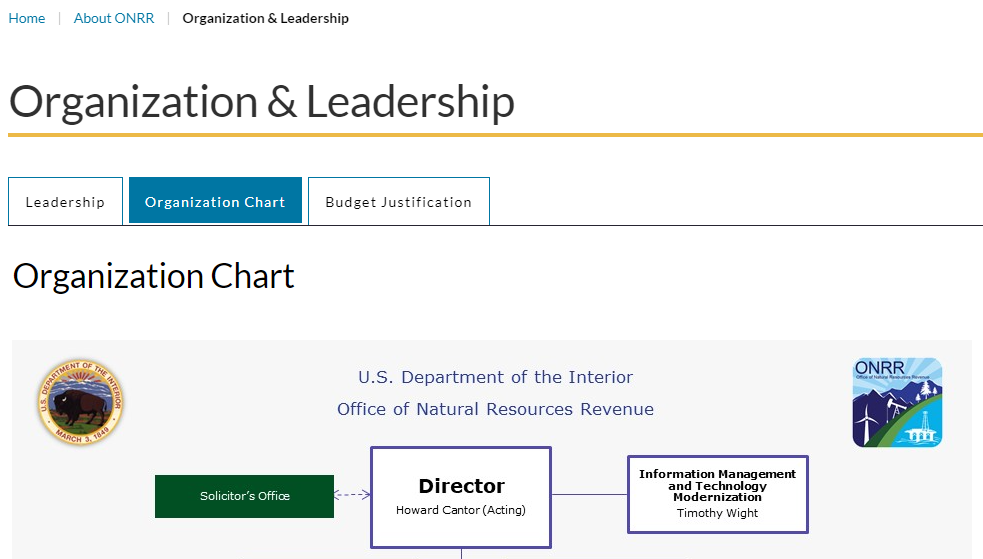 Home | About ONRR | Organization & Leadership
Organization & Leadership
Leadership
Organization Chart
Budget Justification
Organization Chart
U.S. DEPARTMENT OF THE INTERIOR
MARCH 3, 1849
U.S. Department of the Interior
Office of Natural Resources Revenue
ONRR
Office of Natural Resources Revenue
Solicitor's Office
Director
Howard Cantor (Acting)
Information Management
and Technology
Modernization
Timothy Wight